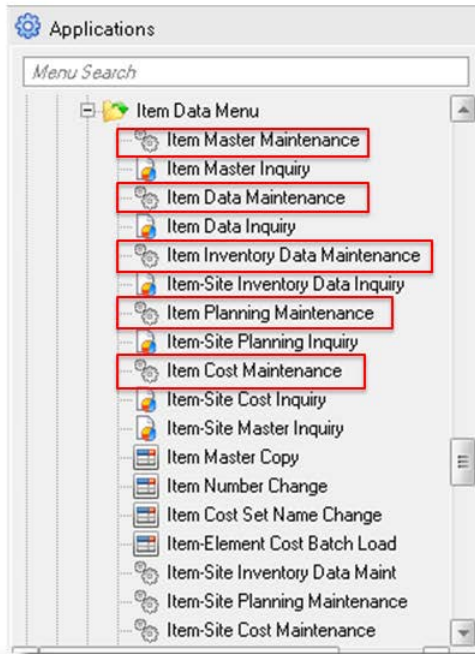 Applications
Menu Search
Item Data Menu
Item Master Maintenance
Item Master Inquiry
Item Data Maintenance
Item Data Inquiry
Item Inventory Data Maintenance
Item-Site Inventory Data Inquiry
Item Planning Maintenance
Item-Site Planning Inquiry
Item Cost Maintenance
Item-Site Cost Inquiry
Item-Site Master Inquiry
Item Master Copy
Item Number Change
Item Cost Set Name Change
Item-Element Cost Batch Load
Item-Site Inventory Data Maint
Item-Site Planning Maintenance
Item-Site Cost Maintenance